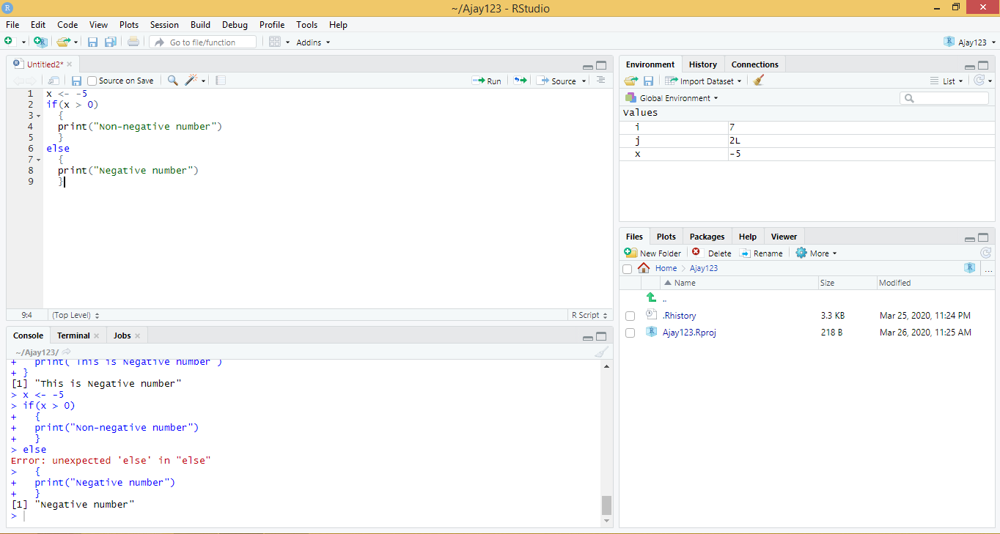 ~/Ajay123 - RStudio
File Edit Code View Plots Session Build Debug Profile Tools Help
Go to file/function Addins Ajay123
Untitled2*
Source on Save Run Source
1 x <- -5
2 if(x > 0)
3 {
4 print("Non-negative number")
5 }
6 else
7 {
8 print("Negative number")
9 }
9:4 (Top Level) R Script
Console Terminal Jobs
~/Ajay123/
+ print("This is Negative number")
+ }
[1] "This is Negative number"
> x <- -5
> if(x > 0)
+ {
+ print("Non-negative number")
+ }
> else
Error: unexpected 'else' in "else"
> {
+ print("Negative number")
+ }
[1] "Negative number"
>
Environment History Connections
Import Dataset List
Global Environment
Values
i 7
j 2L
x -5
Files Plots Packages Help Viewer
New Folder Delete Rename More
Home Ajay123 ...
Name Size Modified
..
.Rhistory 3.3 KB Mar 25, 2020, 11:24 PM
Ajay123.Rproj 218 B Mar 26, 2020, 11:25 AM